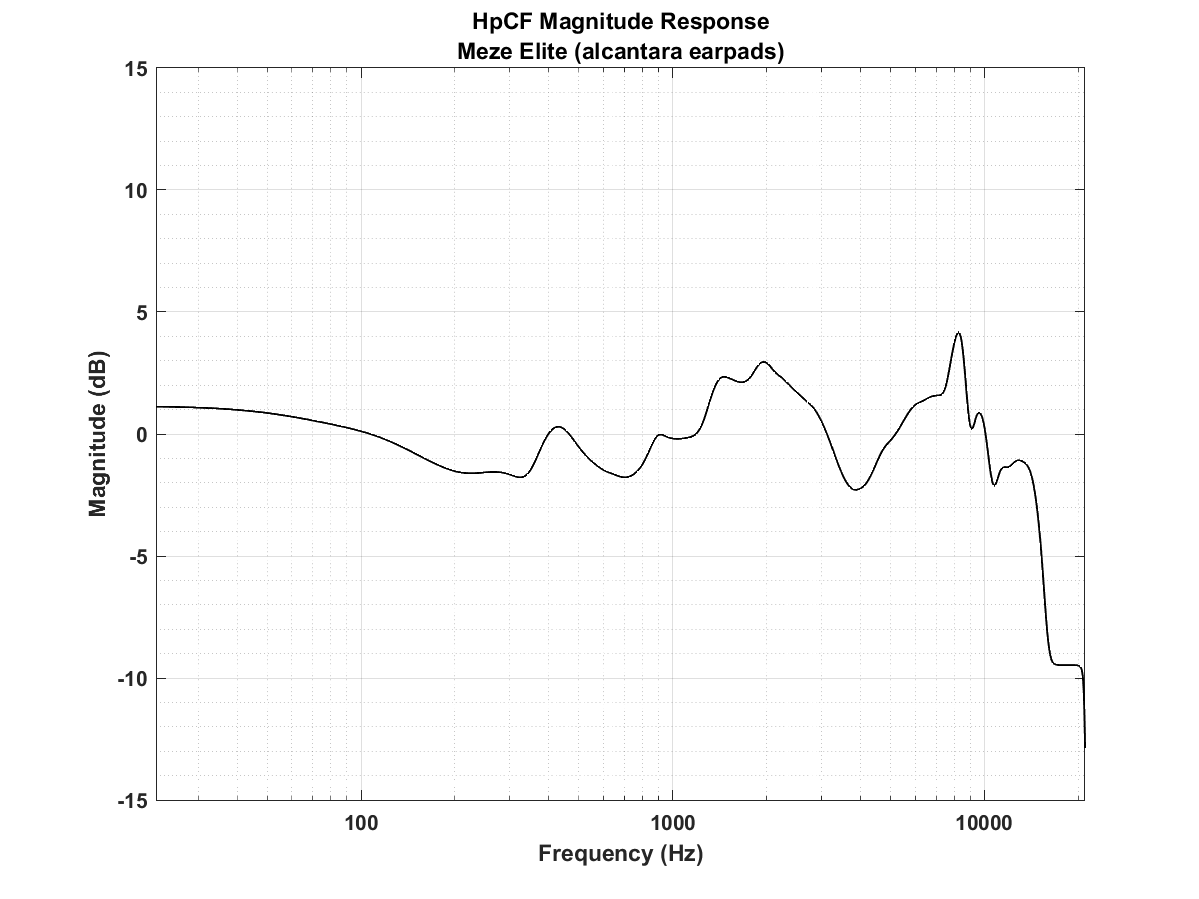 HpCF Magnitude Response
Meze Elite (alcantara earpads)
15
10
5
0
-5
-10
-15
Magnitude (dB)
100
1000
10000
Frequency (Hz)